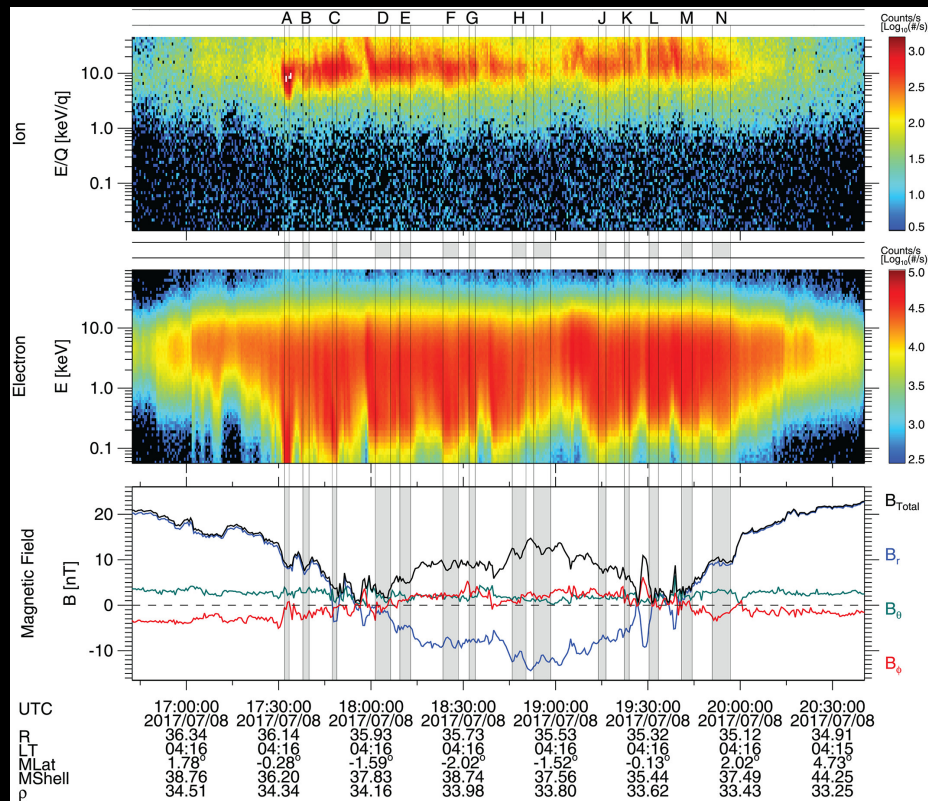 A B C D E F G H I J K L M N
Counts/s
[Log₁₀(#/s)]
Ion
E/Q [keV/q]
10.0
1.0
0.1
3.0
2.5
2.0
1.5
1.0
0.5
Counts/s
[Log₁₀(#/s)]
Electron
E [keV]
10.0
1.0
0.1
5.0
4.5
4.0
3.5
3.0
2.5
Magnetic Field
B [nT]
20
10
0
-10
B_Total
B_r
B_θ
B_ϕ
UTC 17:00:00 17:30:00 18:00:00 18:30:00 19:00:00 19:30:00 20:00:00 20:30:00
2017/07/08 2017/07/08 2017/07/08 2017/07/08 2017/07/08 2017/07/08 2017/07/08 2017/07/08
R 36.34 36.14 35.93 35.73 35.53 35.32 35.12 34.91
LT 04:16 04:16 04:16 04:16 04:16 04:16 04:16 04:15
MLat 1.78° -0.28° -1.59° -2.02° -1.52° -0.13° 2.02° 4.73°
MShell 38.76 36.20 37.83 38.74 37.56 35.44 37.49 44.25
ρ 34.51 34.34 34.16 33.98 33.80 33.62 33.43 33.25